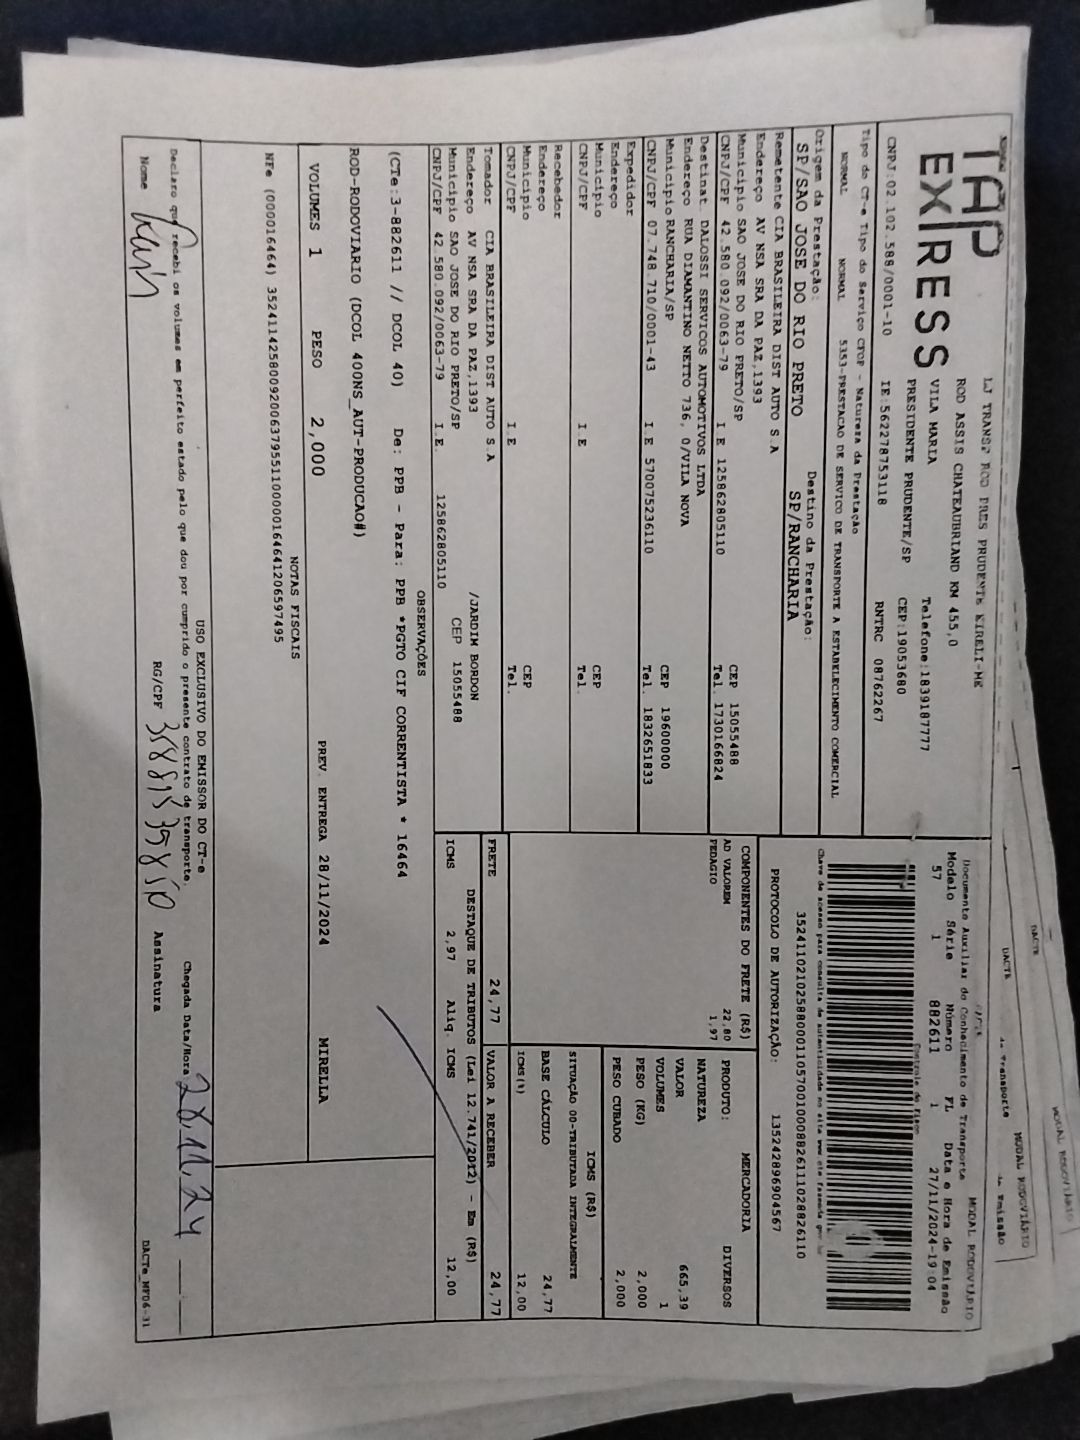 TAP
EX RESS
LJ TRANSP ROD PRES PRUDENTE EIRELI-ME
ROD ASSIS CHATEAUBRIAND KM 455,0
VILA MARIA Telefone:1839187777
PRESIDENTE PRUDENTE/SP CEP:19053680
CNPJ:02.102.588/0001-10 IE:562278753118 RNTRC 08762267
MODAL RODOVIÁRIO
Documento Auxiliar do Conhecimento de Transporte
Modelo Série Número FL Data e Hora de Emissão
57 1 882611 1 27/11/2024-19:04
Controle do Fisco
Tipo do CT-e Tipo do Serviço CFOP - Natureza da Prestação
NORMAL NORMAL 5353-PRESTACAO DE SERVICO DE TRANSPORTE A ESTABELECIMENTO COMERCIAL
Origem da Prestação: Destino da Prestação:
SP/SAO JOSE DO RIO PRETO SP/RANCHARIA
Chave de acesso para consulta de autenticidade no site www.cte.fazenda.gov.br
35241102102588000110570010008826111028826110
PROTOCOLO DE AUTORIZAÇÃO: 135242896904567
Remetente CIA BRASILEIRA DIST AUTO S.A
Endereço AV NSA SRA DA PAZ,1393
Município SAO JOSE DO RIO PRETO/SP CEP 15055488
CNPJ/CPF 42.580.092/0063-79 I.E 125862805110 Tel. 1730166824
Destinat. DALOSSI SERVICOS AUTOMOTIVOS LTDA
Endereço RUA DIAMANTINO NETTO 736, 0/VILA NOVA
Município RANCHARIA/SP CEP 19600000
CNPJ/CPF 07.748.710/0001-43 I E 570075236110 Tel. 1832651833
Expedidor
Endereço
Município CEP
CNPJ/CPF I E Tel.
Recebedor
Endereço
Município CEP
CNPJ/CPF I.E Tel.
Tomador CIA BRASILEIRA DIST AUTO S.A
Endereço AV NSA SRA DA PAZ,1393 /JARDIM BORDON
Município SAO JOSE DO RIO PRETO/SP CEP 15055488
CNPJ/CPF 42.580.092/0063-79 I.E. 125862805110
COMPONENTES DO FRETE (R$)
AD VALOREM 22,80
PEDAGIO 1,97
PRODUTO: MERCADORIA
NATUREZA DIVERSOS
VALOR 665,39
VOLUMES 1
PESO (KG) 2,000
PESO CUBADO 2,000
ICMS (R$)
SITUAÇÃO 00-TRIBUTADA INTEGRALMENTE
BASE CÁLCULO 24,77
ICMS(%) 12,00
FRETE 24,77 VALOR A RECEBER 24,77
DESTAQUE DE TRIBUTOS (Lei 12.741/2012) - Em (R$)
ICMS 2,97 Aliq. ICMS 12,00
OBSERVAÇÕES
(CTe:3-882611 // DCOL 40) De: PPB - Para: PPB *PGTO CIF CORRENTISTA * 16464
ROD-RODOVIARIO (DCOL 400NS_AUT-PRODUCAO#)
VOLUMES 1 PESO 2,000 PREV. ENTREGA 28/11/2024 MIRELLA
NOTAS FISCAIS
NFe (000016464) 35241142580092006379551100000164641206597495
USO EXCLUSIVO DO EMISSOR DO CT-e
Declaro que recebi os volumes em perfeito estado pelo que dou por cumprido o presente contrato de transporte. Chegada Data/Hora 28.11.24
Nome RG/CPF Assinatura
DACTe_MF06-31
DACTE
MODAL RODOVIÁRIO
DACTE
MODAL RODOVIÁRIO